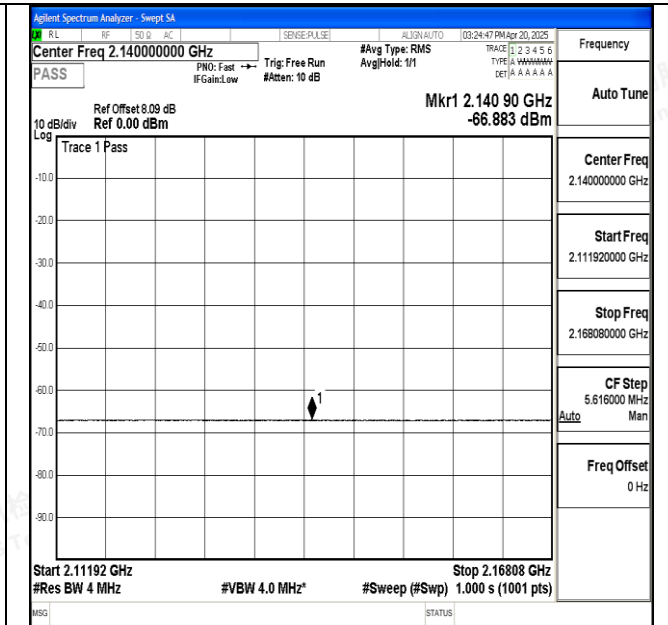 Agilent Spectrum Analyzer - Swept SA
RL RF 50 Ω AC SENSE:PULSE ALIGN AUTO 03:24:47 PM Apr 20, 2025
Center Freq 2.140000000 GHz
PASS
PNO: Fast
IFGain:Low
Trig: Free Run
#Atten: 10 dB
#Avg Type: RMS
Avg|Hold: 1/1
TRACE 1 2 3 4 5 6
TYPE A WWWWW
DET A A A A A A
Mkr1 2.140 90 GHz
-66.883 dBm
Ref Offset 8.09 dB
10 dB/div Ref 0.00 dBm
Log
Trace 1 Pass
-10.0
-20.0
-30.0
-40.0
-50.0
-60.0
1
-70.0
-80.0
-90.0
Start 2.11192 GHz Stop 2.16808 GHz
#Res BW 4 MHz #VBW 4.0 MHz* #Sweep (#Swp) 1.000 s (1001 pts)
MSG STATUS
Frequency
Auto Tune
Center Freq
2.140000000 GHz
Start Freq
2.111920000 GHz
Stop Freq
2.168080000 GHz
CF Step
5.616000 MHz
Auto Man
Freq Offset
0 Hz